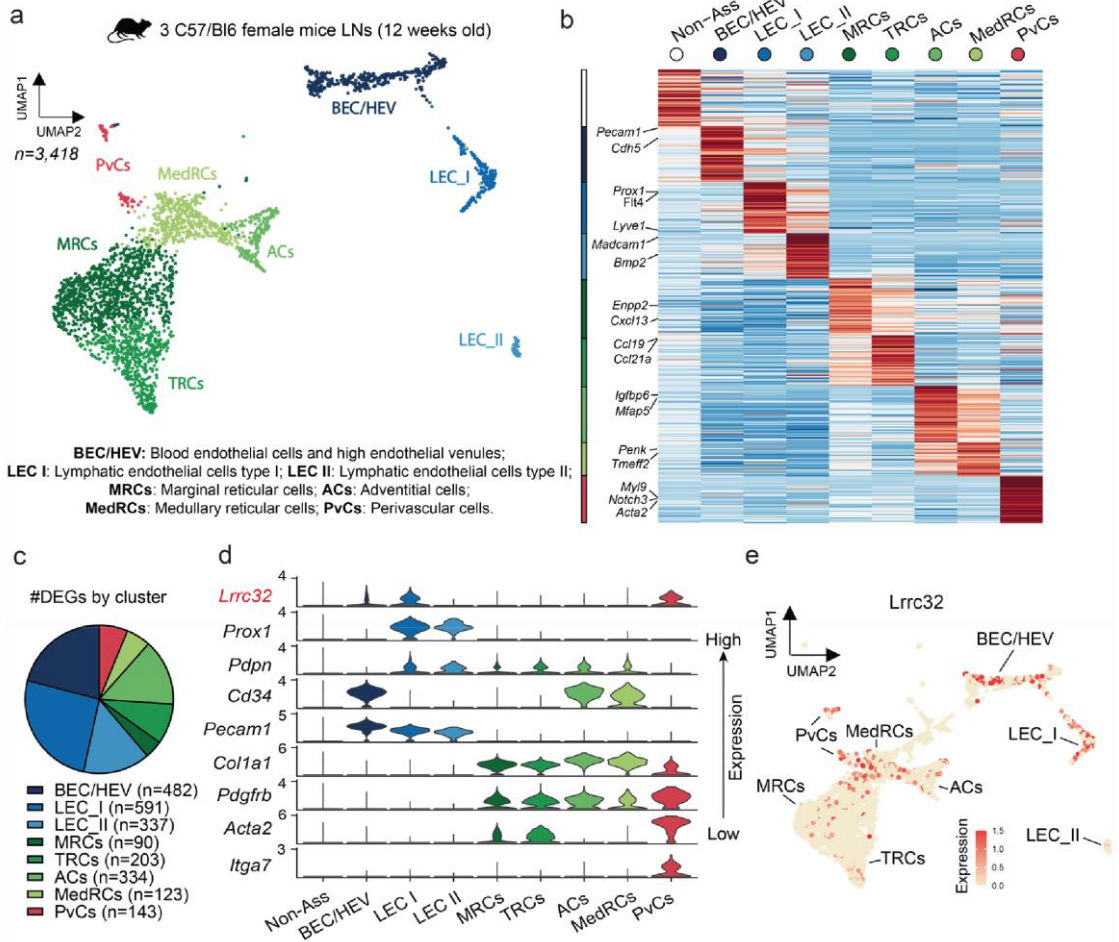 a
3 C57/Bl6 female mice LNs (12 weeks old)
UMAP1
UMAP2
n=3,418
BEC/HEV
PvCs
MedRCs
LEC_I
MRCs
ACs
LEC_II
TRCs
BEC/HEV: Blood endothelial cells and high endothelial venules;
LEC I: Lymphatic endothelial cells type I; LEC II: Lymphatic endothelial cells type II;
MRCs: Marginal reticular cells; ACs: Adventitial cells;
MedRCs: Medullary reticular cells; PvCs: Perivascular cells.
b
Non-Ass
BEC/HEV
LEC_I
LEC_II
MRCs
TRCs
ACs
MedRCs
PvCs
Pecam1
Cdh5
Prox1
Flt4
Lyve1
Madcam1
Bmp2
Enpp2
Cxcl13
Ccl19
Ccl21a
Igfbp6
Mfap5
Penk
Tmeff2
Myl9
Notch3
Acta2
c
#DEGs by cluster
BEC/HEV (n=482)
LEC_I (n=591)
LEC_II (n=337)
MRCs (n=90)
TRCs (n=203)
ACs (n=334)
MedRCs (n=123)
PvCs (n=143)
d
4
Lrrc32
4
Prox1
4
Pdpn
4
Cd34
5
Pecam1
6
Col1a1
4
Pdgfrb
6
Acta2
3
Itga7
High
Expression
Low
Non-Ass
BEC/HEV
LEC I
LEC II
MRCs
TRCs
ACs
MedRCs
PvCs
e
Lrrc32
UMAP1
UMAP2
BEC/HEV
PvCs
MedRCs
LEC_I
MRCs
ACs
LEC_II
TRCs
Expression
1.5
1.0
0.5
0.0